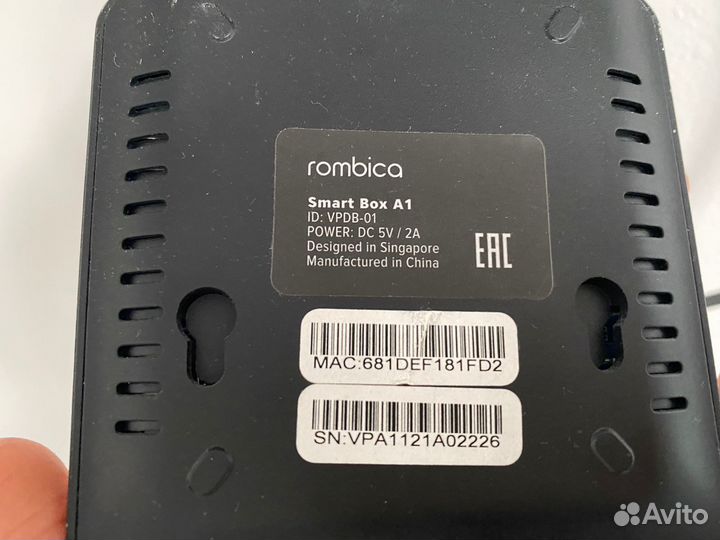 rombica
Smart Box A1
ID: VPDB-01
POWER: DC 5V / 2A
Designed in Singapore
Manufactured in China
EAC
MAC:681DEF181FD2
SN:VPA1121A02226
Avito